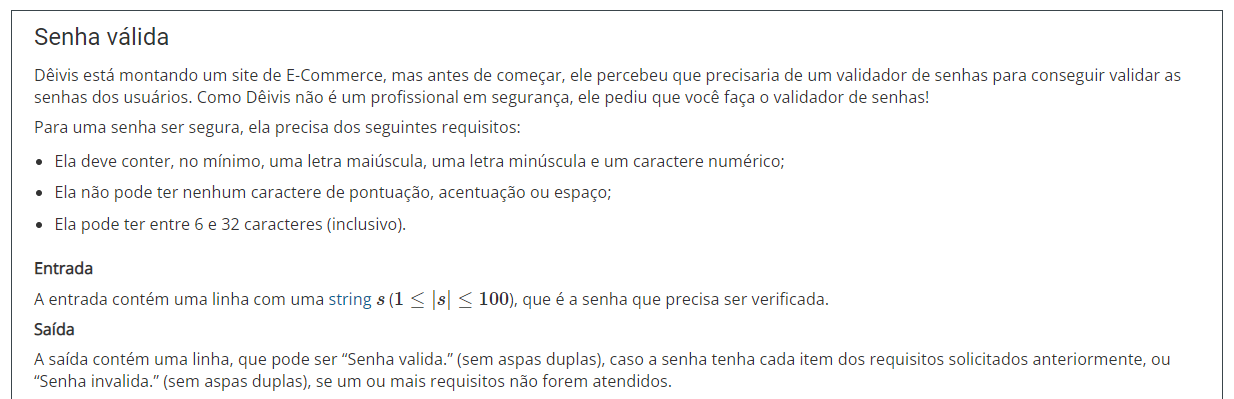 Senha válida
Dêivis está montando um site de E-Commerce, mas antes de começar, ele percebeu que precisaria de um validador de senhas para conseguir validar as
senhas dos usuários. Como Dêivis não é um profissional em segurança, ele pediu que você faça o validador de senhas!
Para uma senha ser segura, ela precisa dos seguintes requisitos:
• Ela deve conter, no mínimo, uma letra maiúscula, uma letra minúscula e um caractere numérico;
• Ela não pode ter nenhum caractere de pontuação, acentuação ou espaço;
• Ela pode ter entre 6 e 32 caracteres (inclusivo).
Entrada
A entrada contém uma linha com uma string s (1 ≤ |s| ≤ 100), que é a senha que precisa ser verificada.
Saída
A saída contém uma linha, que pode ser “Senha valida.” (sem aspas duplas), caso a senha tenha cada item dos requisitos solicitados anteriormente, ou
“Senha invalida.” (sem aspas duplas), se um ou mais requisitos não forem atendidos.